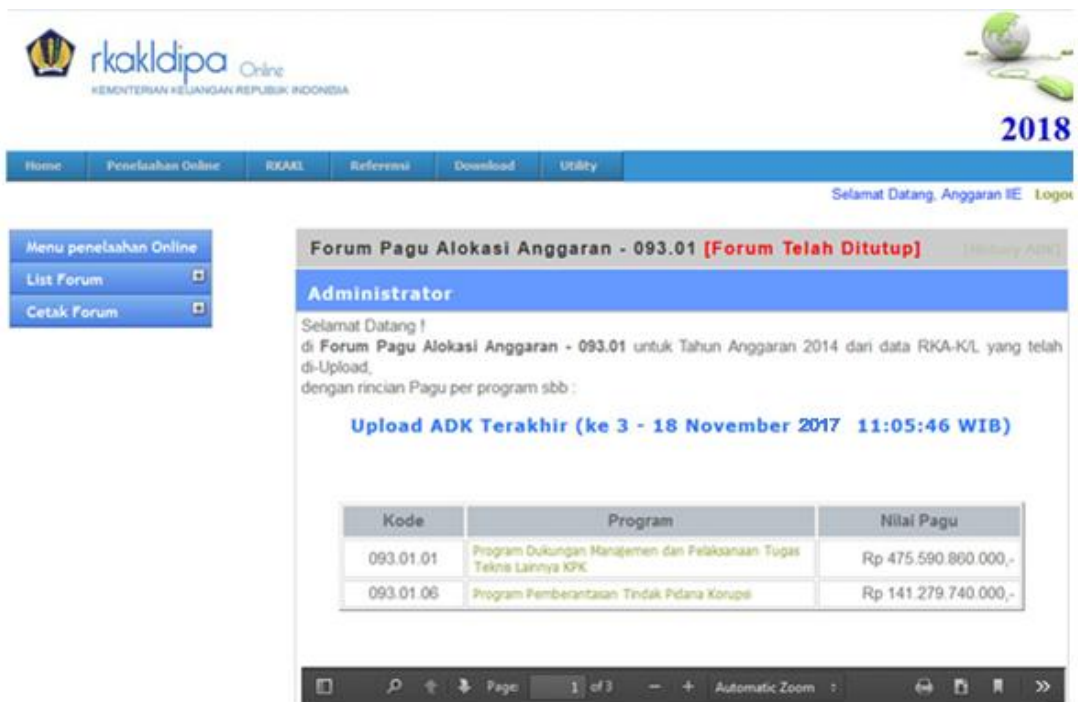 rkakldipa Online
KEMENTERIAN KEUANGAN REPUBLIK INDONESIA
2018
Home Penelaahan Online RKAKL Referensi Download Utility
Selamat Datang, Anggaran IIE Logou
Menu penelaahan Online
List Forum
Cetak Forum
Forum Pagu Alokasi Anggaran - 093.01 [Forum Telah Ditutup] [History ADK]
Administrator
Selamat Datang !
di Forum Pagu Alokasi Anggaran - 093.01 untuk Tahun Anggaran 2014 dari data RKA-K/L yang telah
di-Upload,
dengan rincian Pagu per program sbb :
Upload ADK Terakhir (ke 3 - 18 November 2017 11:05:46 WIB)
Kode Program Nilai Pagu
093.01.01 Program Dukungan Manajemen dan Pelaksanaan Tugas Rp 475.590.860.000,-
Teknis Lainnya KPK
093.01.06 Program Pemberantasan Tindak Pidana Korupsi Rp 141.279.740.000,-
Page: 1 of 3 Automatic Zoom